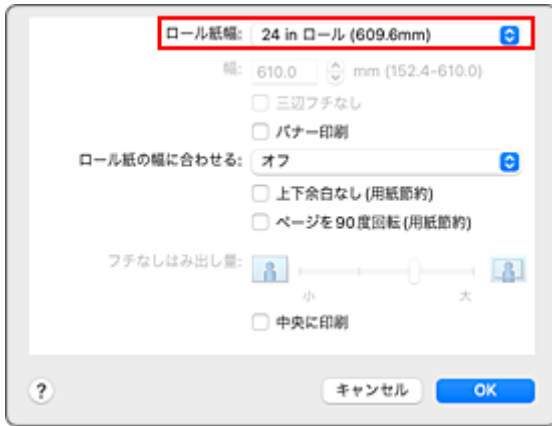 ロール紙幅: 24 in ロール (609.6mm)
幅: 610.0 mm (152.4-610.0)
三辺フチなし
バナー印刷
ロール紙の幅に合わせる: オフ
上下余白なし (用紙節約)
ページを90度回転 (用紙節約)
フチなしはみ出し量:
小 大
中央に印刷
? キャンセル OK